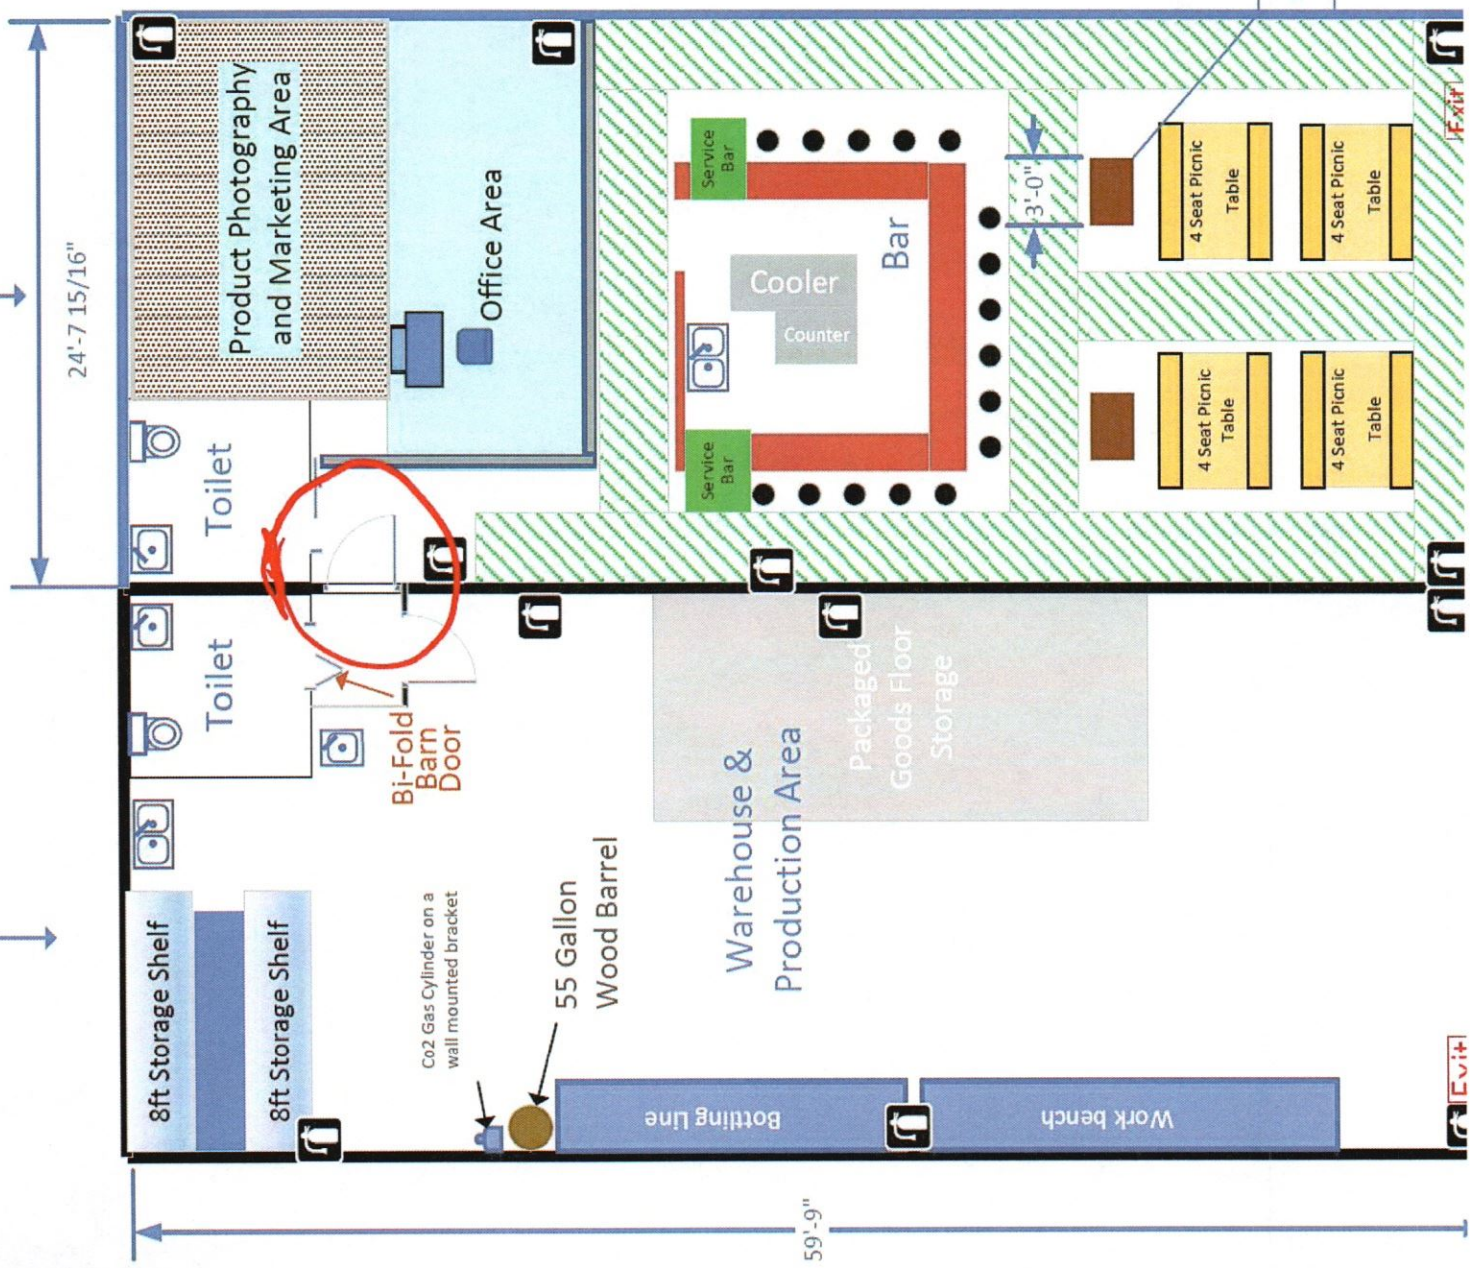 24'-7 15/16"
Product Photography
and Marketing Area
Office Area
Toilet
Toilet
Bi-Fold
Barn
Door
Service
Bar
Service
Bar
Cooler
Counter
Bar
3'-0"
4 Seat Picnic
Table
4 Seat Picnic
Table
4 Seat Picnic
Table
4 Seat Picnic
Table
Exit
Packaged
Goods Floor
Storage
Warehouse &
Production Area
8ft Storage Shelf
8ft Storage Shelf
Co2 Gas Cylinder on a
wall mounted bracket
55 Gallon
Wood Barrel
Bottling Line
Work bench
Exit
59'-9"